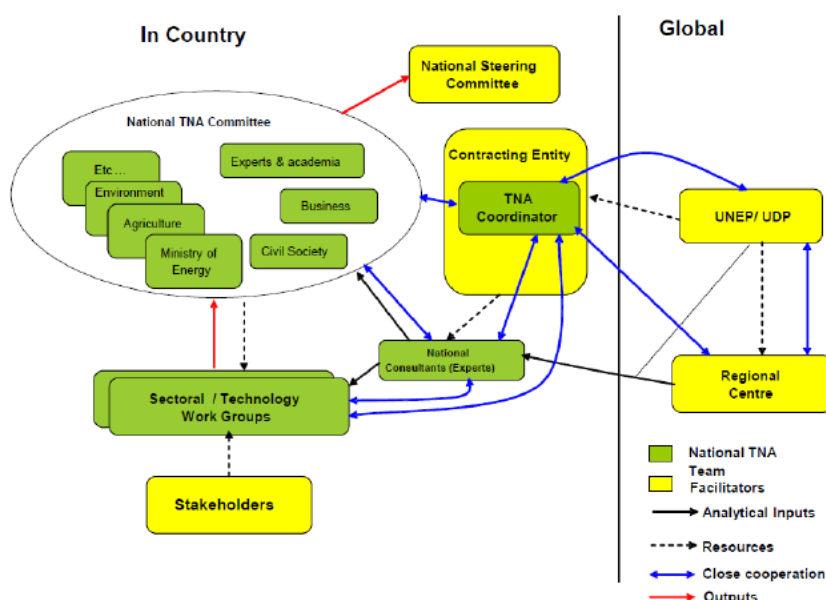 In Country
Global
National Steering
Committee
National TNA Committee
Etc ...
Environment
Agriculture
Ministry of
Energy
Experts & academia
Business
Civil Society
Contracting Entity
TNA
Coordinator
UNEP/ UDP
National
Consultants (Experts)
Regional
Centre
Sectoral / Technology
Work Groups
Stakeholders
National TNA
Team
Facilitators
Analytical Inputs
Resources
Close cooperation
Outputs